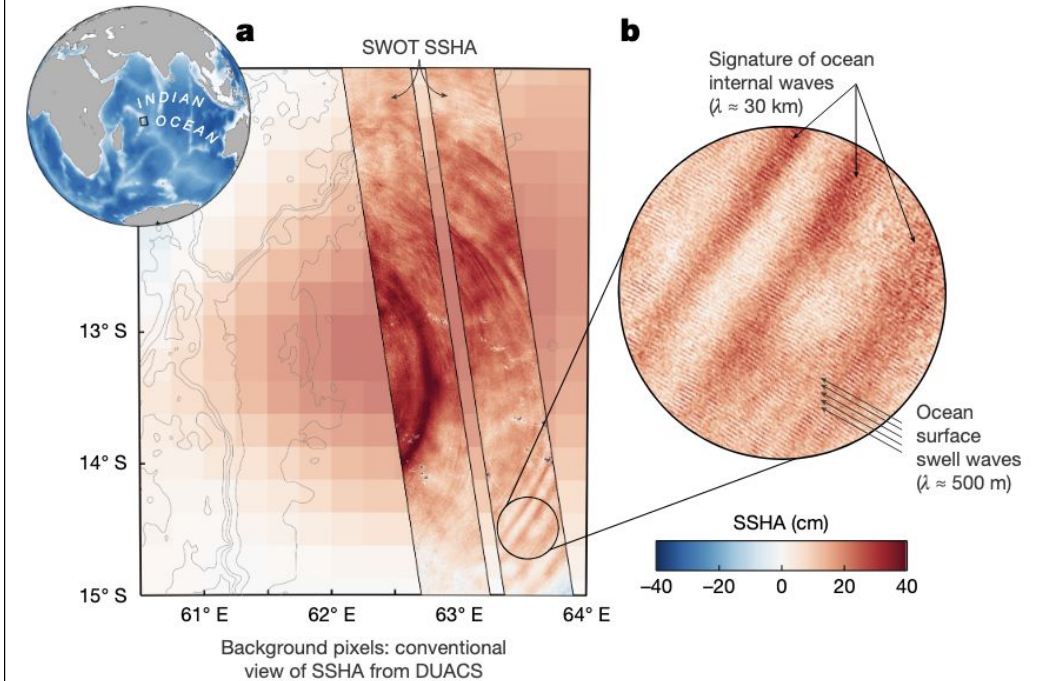 a
b
SWOT SSHA
Signature of ocean
internal waves
(λ ≈ 30 km)
INDIAN
OCEAN
13° S
14° S
15° S
61° E
62° E
63° E
64° E
Ocean
surface
swell waves
(λ ≈ 500 m)
SSHA (cm)
−40
−20
0
20
40
Background pixels: conventional
view of SSHA from DUACS